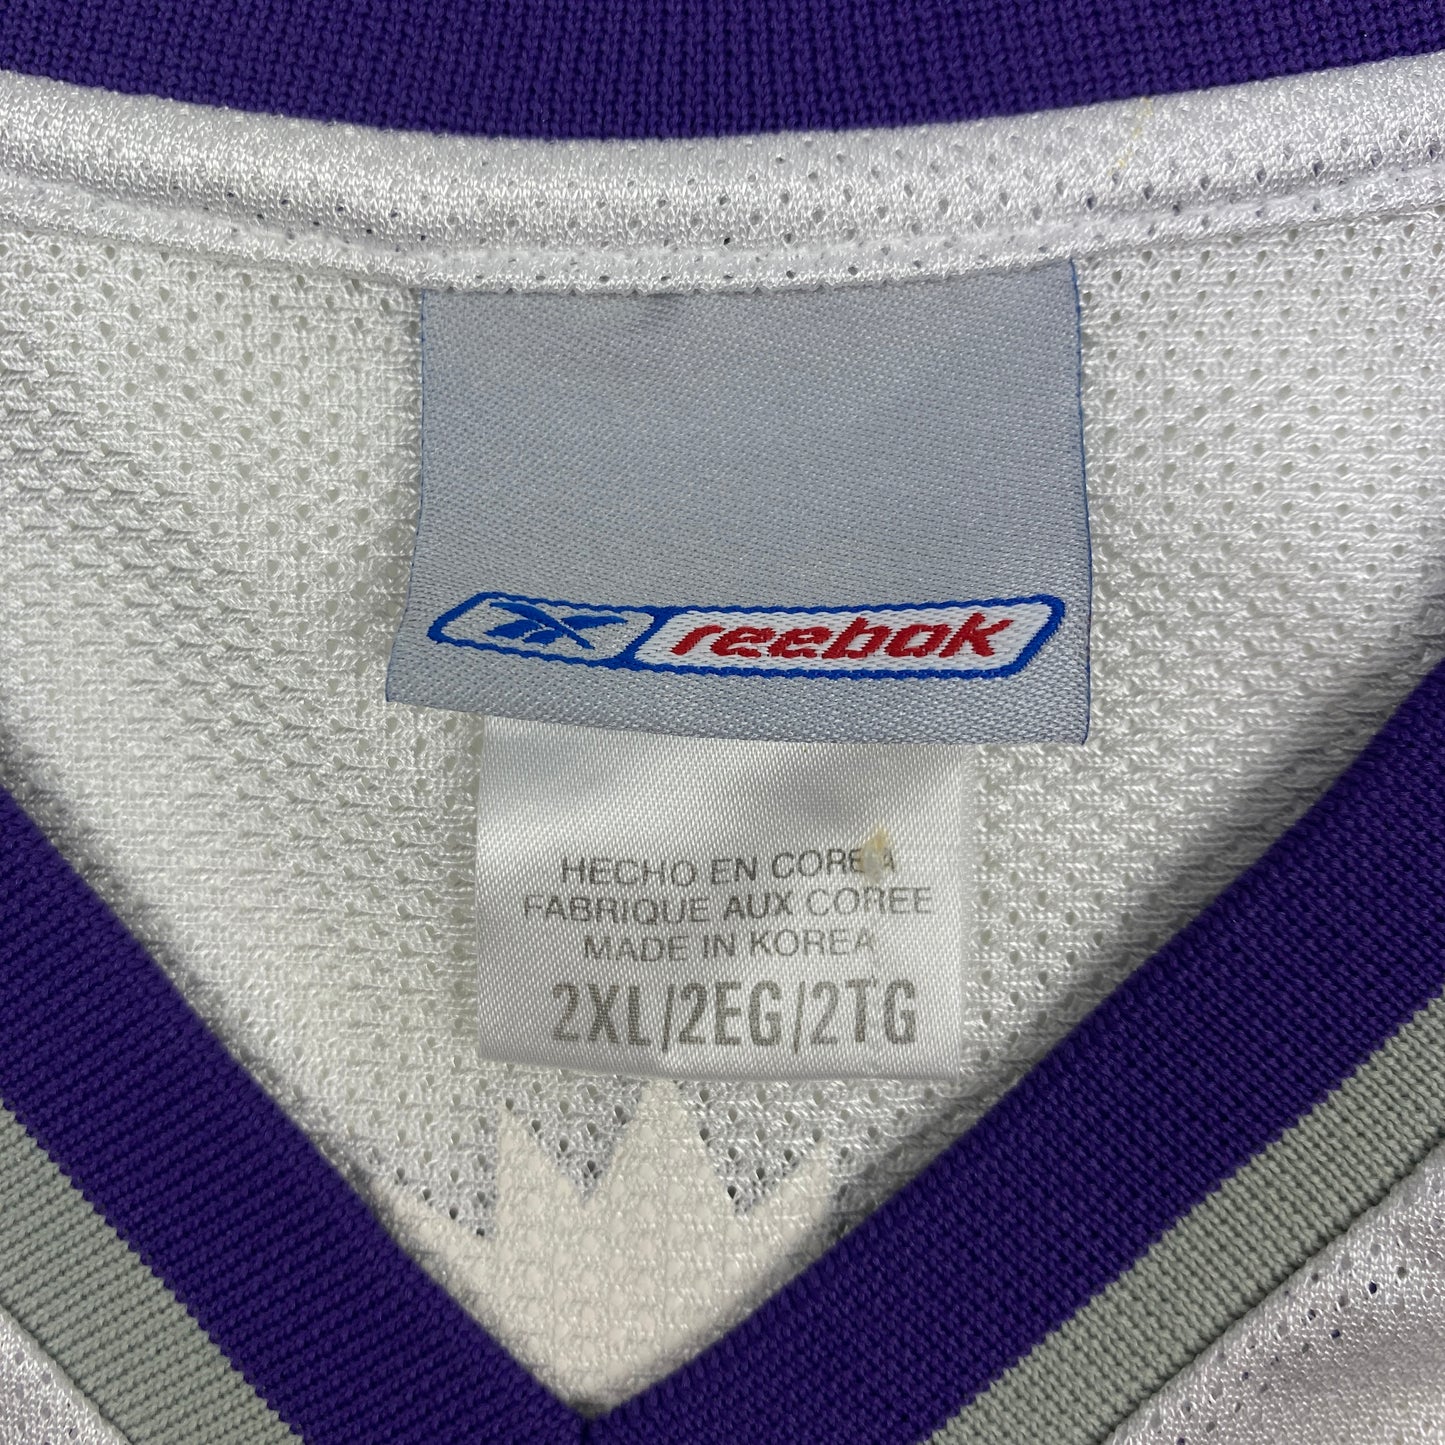 reebok
HECHO EN COREA
FABRIQUE AUX COREE
MADE IN KOREA
2XL/2EG/2TG